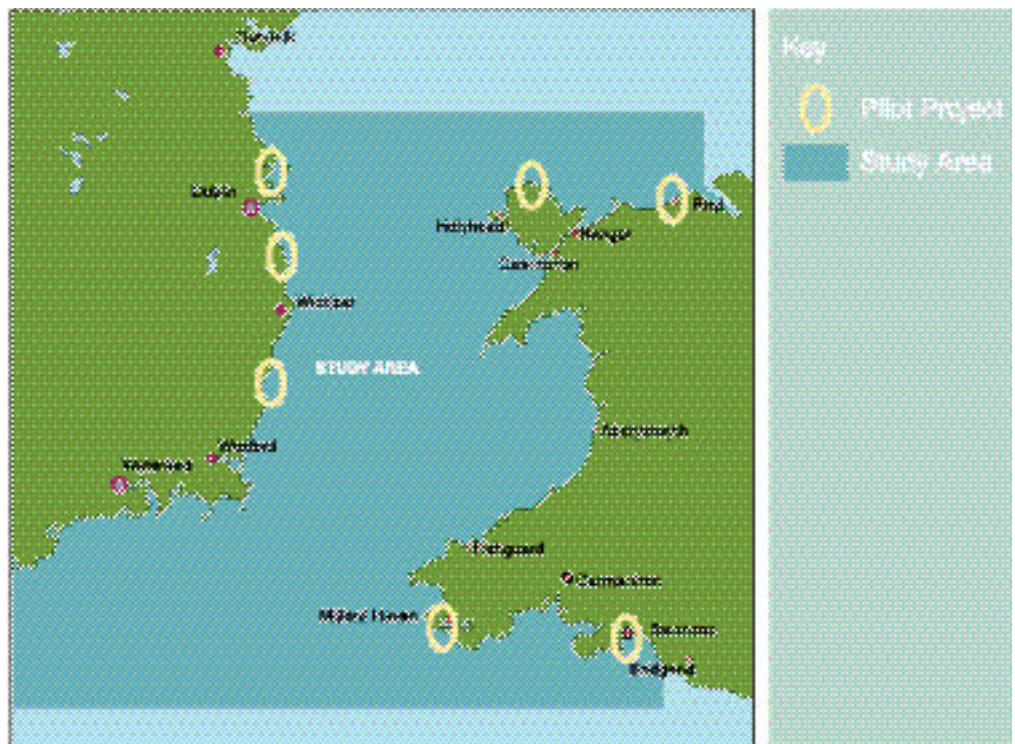 Dundalk
Dublin
Wicklow
STUDY AREA
Wexford
Waterford
Holyhead
Bangor
Caernarfon
Rhyl
Aberystwyth
Fishguard
Carmarthen
Milford Haven
Swansea
Bridgend
Key
Pilot Project
Study Area